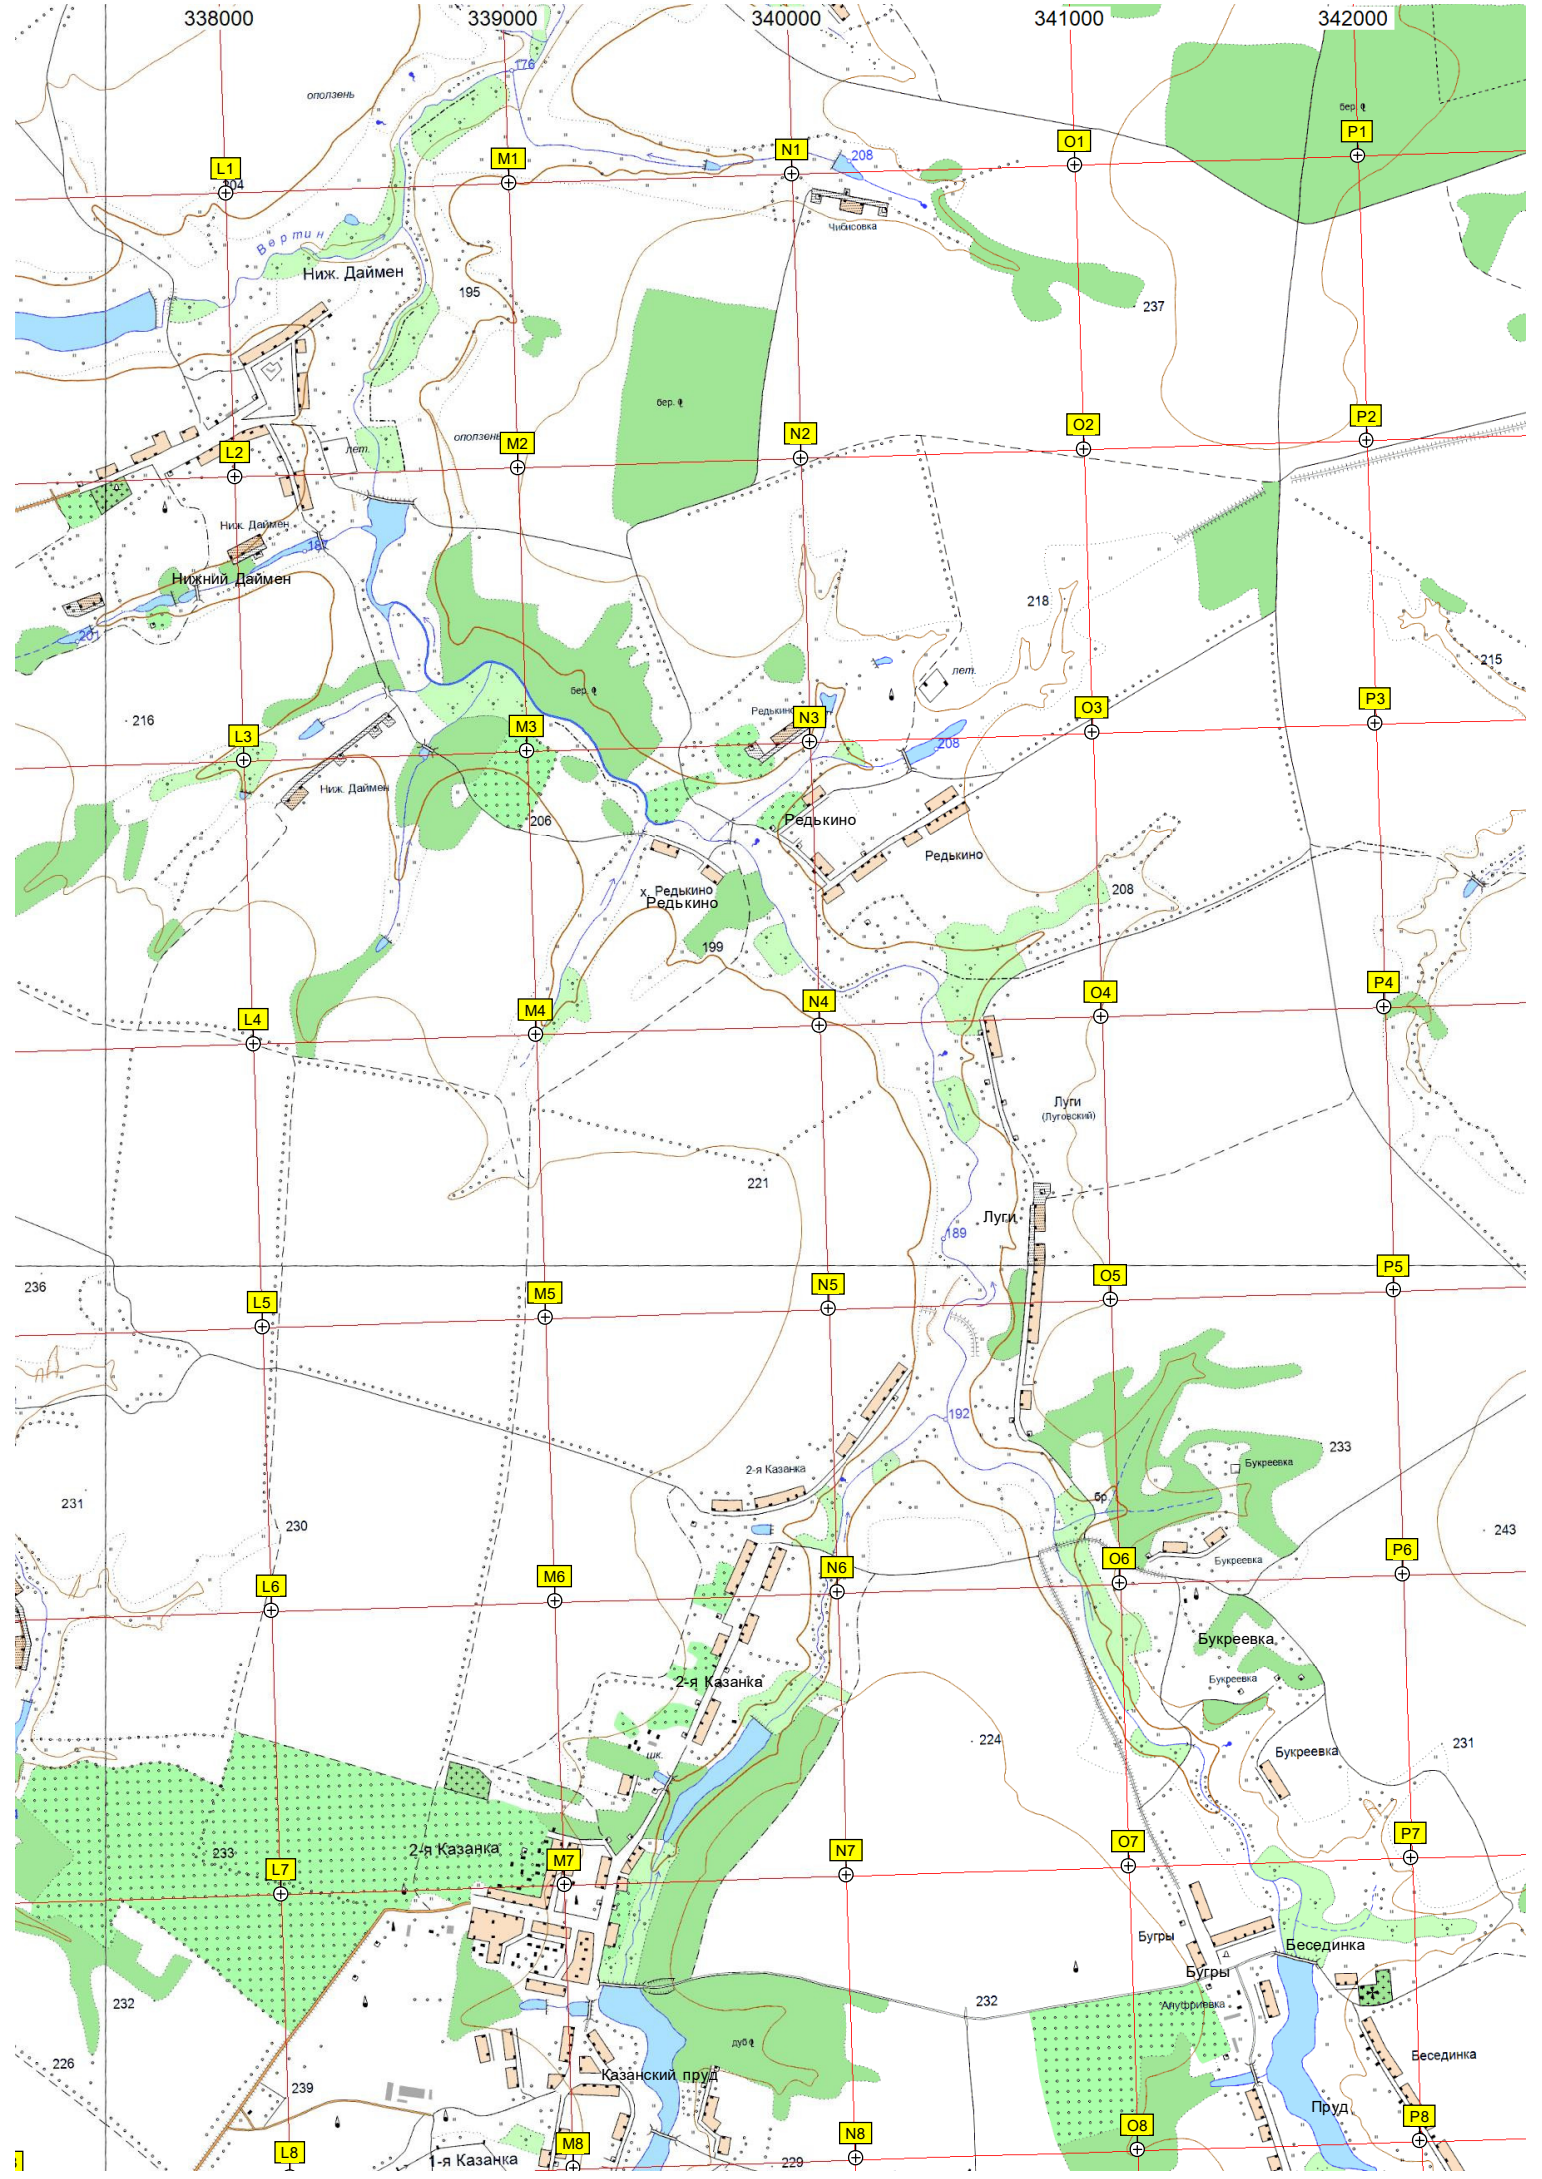 338000 339000 340000 341000 342000
176
оползень
бер.
P1
O1
N1
M1
208
L1
204
Чибисовка
Вертин
Ниж. Даймен
195
237
бер.
P2
O2
N2
M2
оползень
лет.
L2
Ниж. Даймен
187
Нижний Даймен
218
201
215
лет.
бер.
216
P3
O3
N3
Редькино
M3
L3
208
Ниж. Даймен
206
Редькино
Редькино
х. Редькино
Редькино
208
199
P4
O4
N4
M4
L4
Луги
(Луговский)
221
Луги
189
236
P5
O5
N5
M5
L5
192
233
Букреевка
2-я Казанка
бр.
231
230
243
Букреевка
P6
O6
N6
M6
L6
Букреевка
Букреевка
2-я Казанка
224
231
Букреевка
шк.
P7
O7
N7
2-я Казанка
233
M7
L7
Бугры
Беседенка
Бугры
232
232
Алуфриевка
дуб
226
Беседенка
Казанский пруд
239
Пруд
P8
O8
N8
M8
L8
1-я Казанка
229